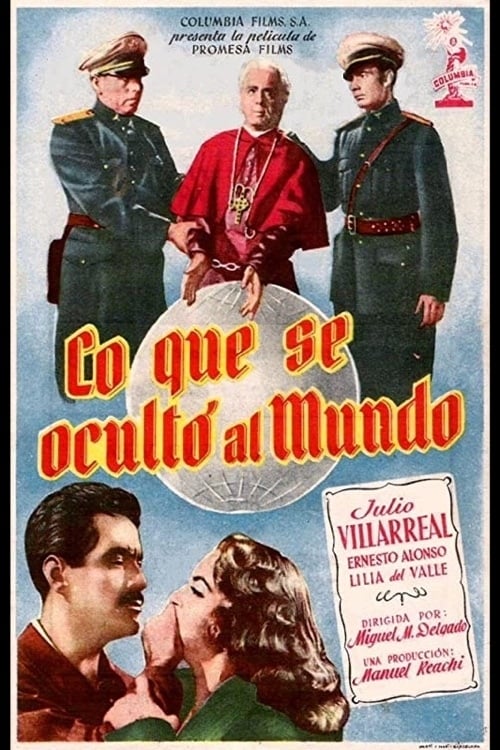 COLUMBIA FILMS, S.A.
presenta la película de
PROMESA FILMS
COLUMBIA
Lo que se
ocultó al Mundo
Julio
VILLARREAL
ERNESTO ALONSO
LILIA del VALLE
DIRIGIDA POR:
Miguel M. Delgado
UNA PRODUCCIÓN:
Manuel Reachi